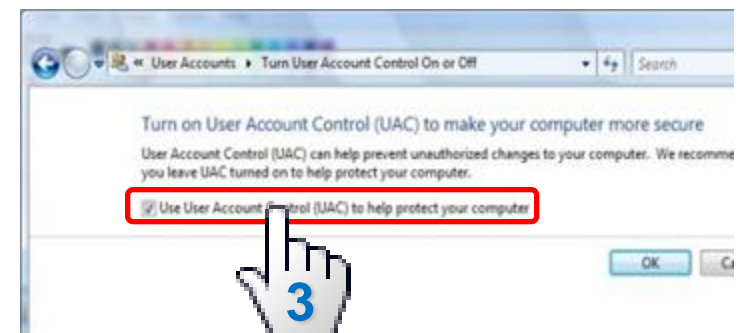 « User Accounts ▸ Turn User Account Control On or Off
Search
Turn on User Account Control (UAC) to make your computer more secure
User Account Control (UAC) can help prevent unauthorized changes to your computer. We recomme
you leave UAC turned on to help protect your computer.
Use User Account Control (UAC) to help protect your computer
OK
Ca
3